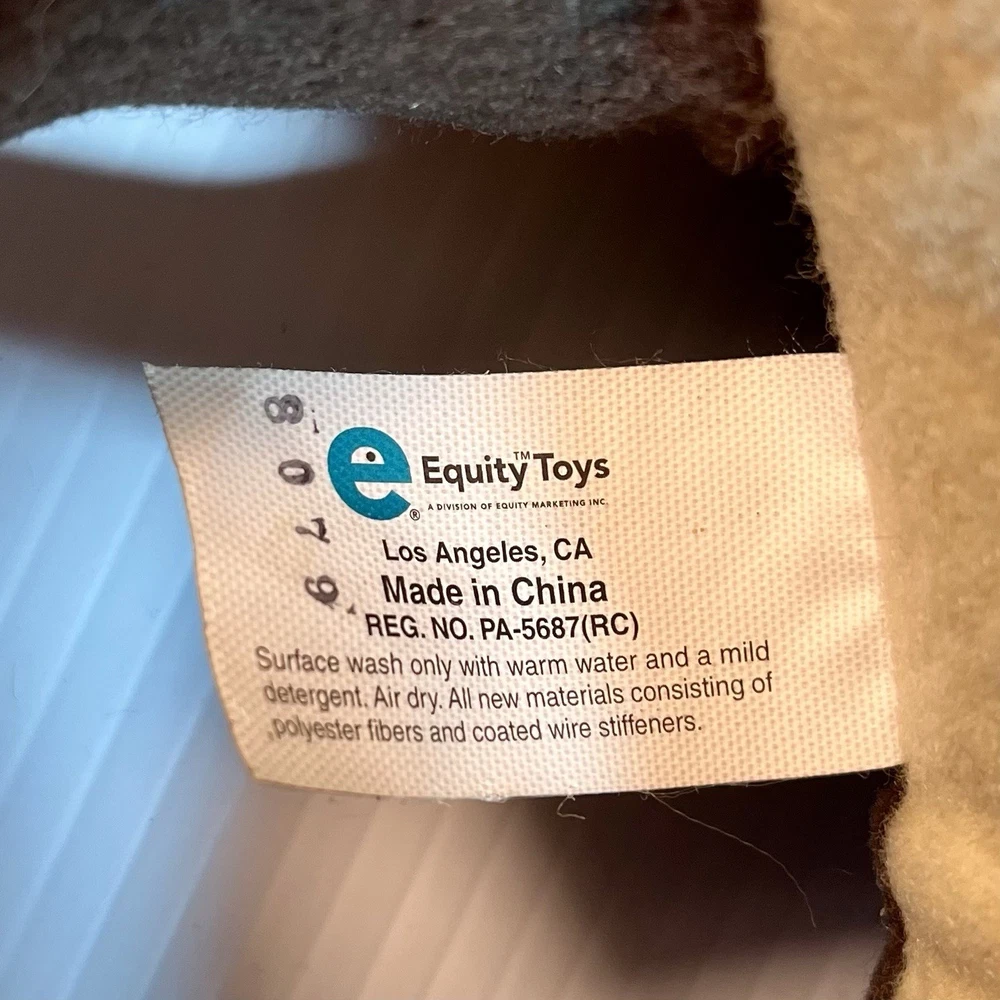 8079
e® Equity™ Toys
A DIVISION OF EQUITY MARKETING INC.
Los Angeles, CA
Made in China
REG. NO. PA-5687(RC)
Surface wash only with warm water and a mild
detergent. Air dry. All new materials consisting of
polyester fibers and coated wire stiffeners.